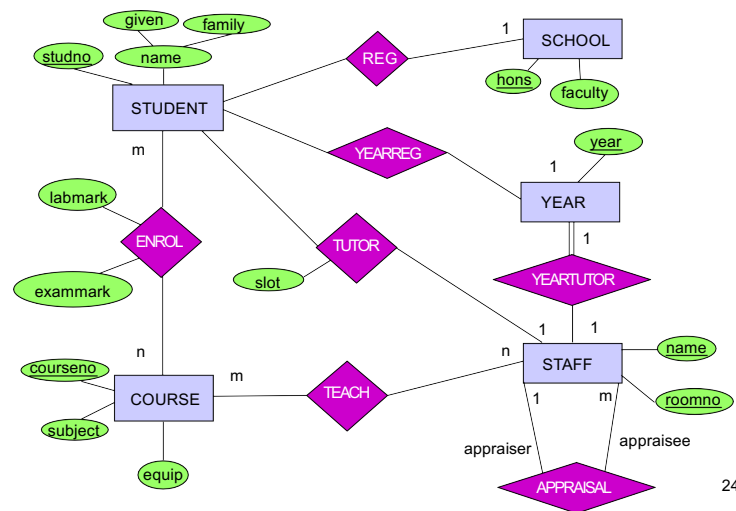 given
family
studno
name
STUDENT
1
REG
SCHOOL
hons
faculty
year
m
YEARREG
1
YEAR
labmark
ENROL
TUTOR
1
exammark
slot
YEARTUTOR
n
1
1
name
courseno
m
n
STAFF
COURSE
TEACH
1
m
roomno
subject
appraiser
appraisee
equip
APPRAISAL
24